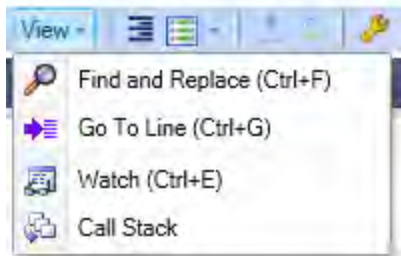 View
Find and Replace (Ctrl+F)
Go To Line (Ctrl+G)
Watch (Ctrl+E)
Call Stack